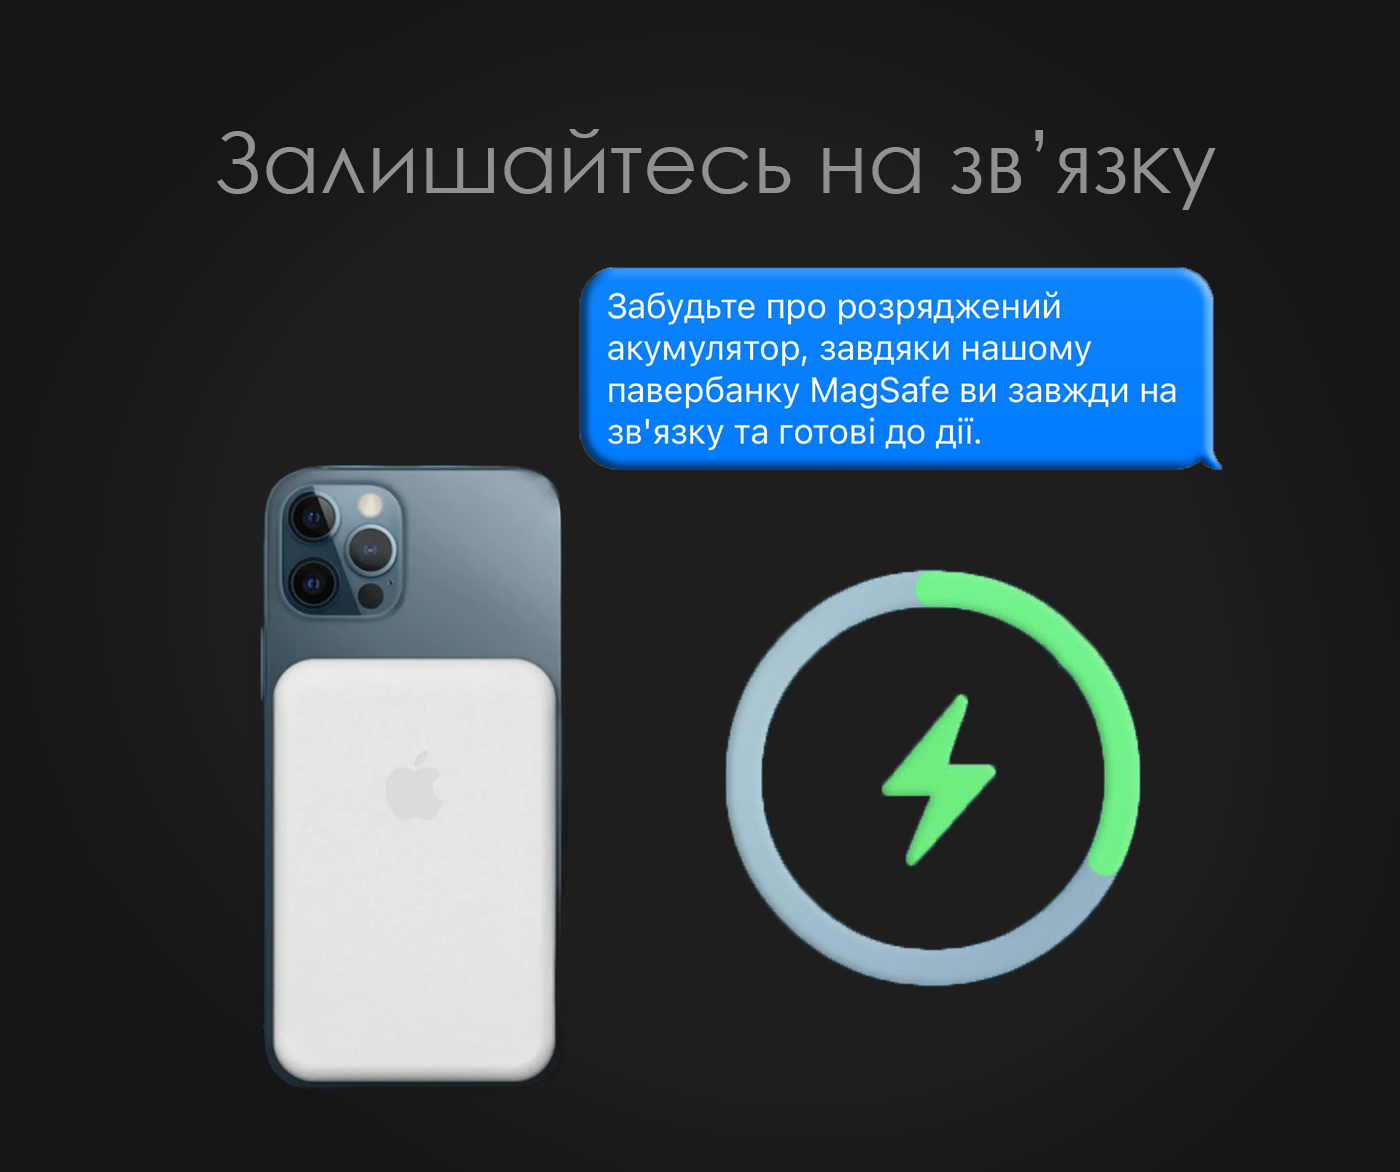 Залишайтесь на зв’язку
Забудьте про розряджений
акумулятор, завдяки нашому
павербанку MagSafe ви завжди на
зв'язку та готові до дії.